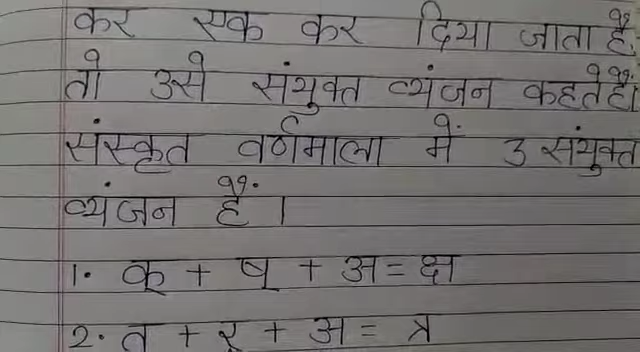 कर एक कर दिया जाता है,
तो उसे संयुक्त व्यंजन कहते हैं।
संस्कृत वर्णमाला में 3 संयुक्त
व्यंजन हैं ।
1. क् + ष् + अ = क्ष
2. त् + र् + अ = त्र